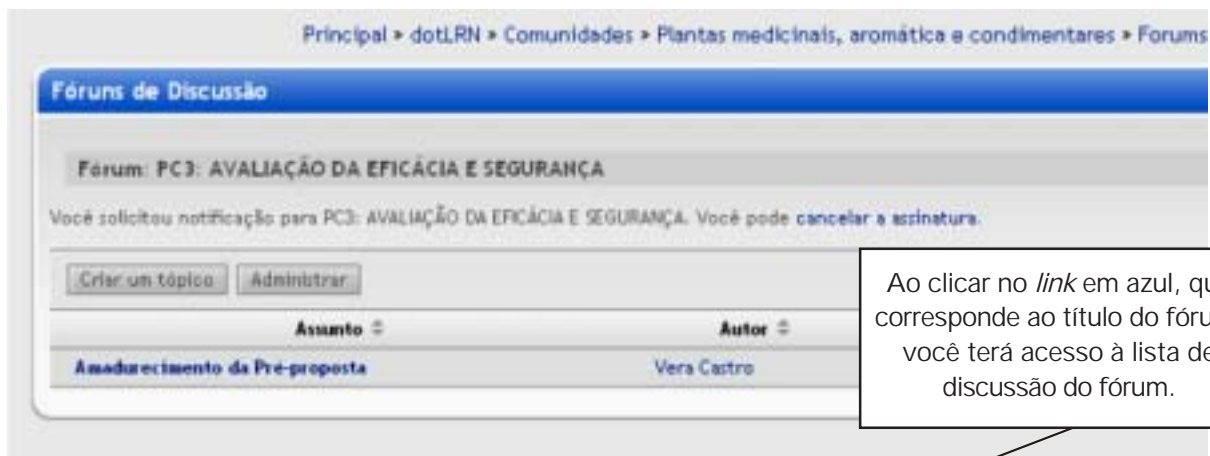 Principal » dotLRN » Comunidades » Plantas medicinais, aromática e condimentares » Forums
Fóruns de Discussão
Fórum: PC3: AVALIAÇÃO DA EFICÁCIA E SEGURANÇA
Você solicitou notificação para PC3: AVALIAÇÃO DA EFICÁCIA E SEGURANÇA. Você pode cancelar a assinatura.
Criar um tópico Administrar
Assunto Autor
Amadurecimento da Pré-proposta Vera Castro
Ao clicar no link em azul, qu
corresponde ao título do fóru
você terá acesso à lista de
discussão do fórum.